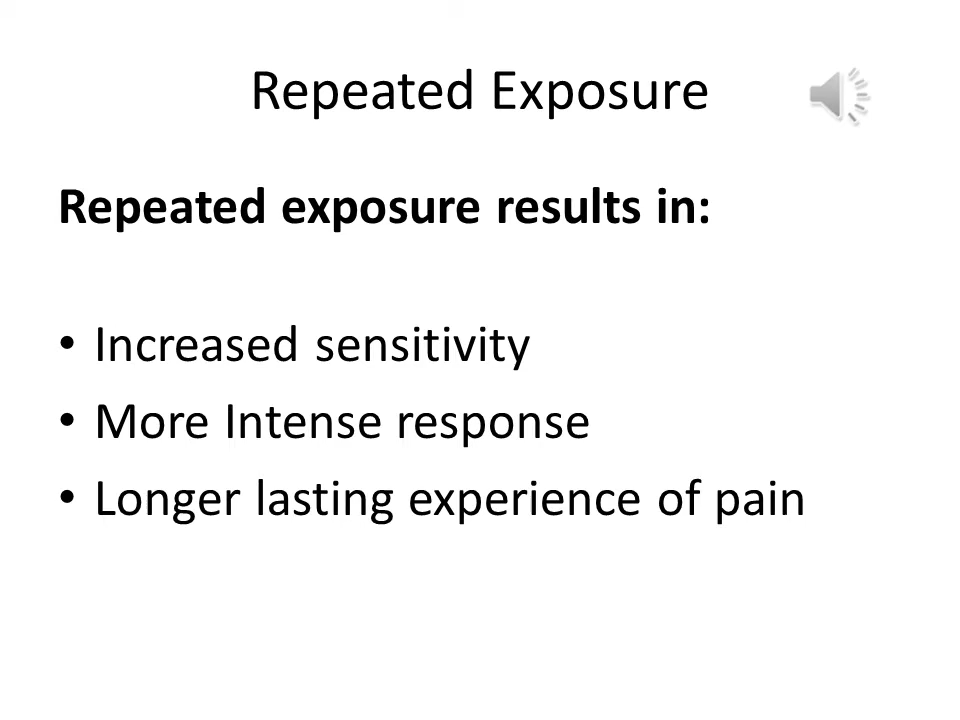 Repeated Exposure
Repeated exposure results in:
• Increased sensitivity
• More Intense response
• Longer lasting experience of pain